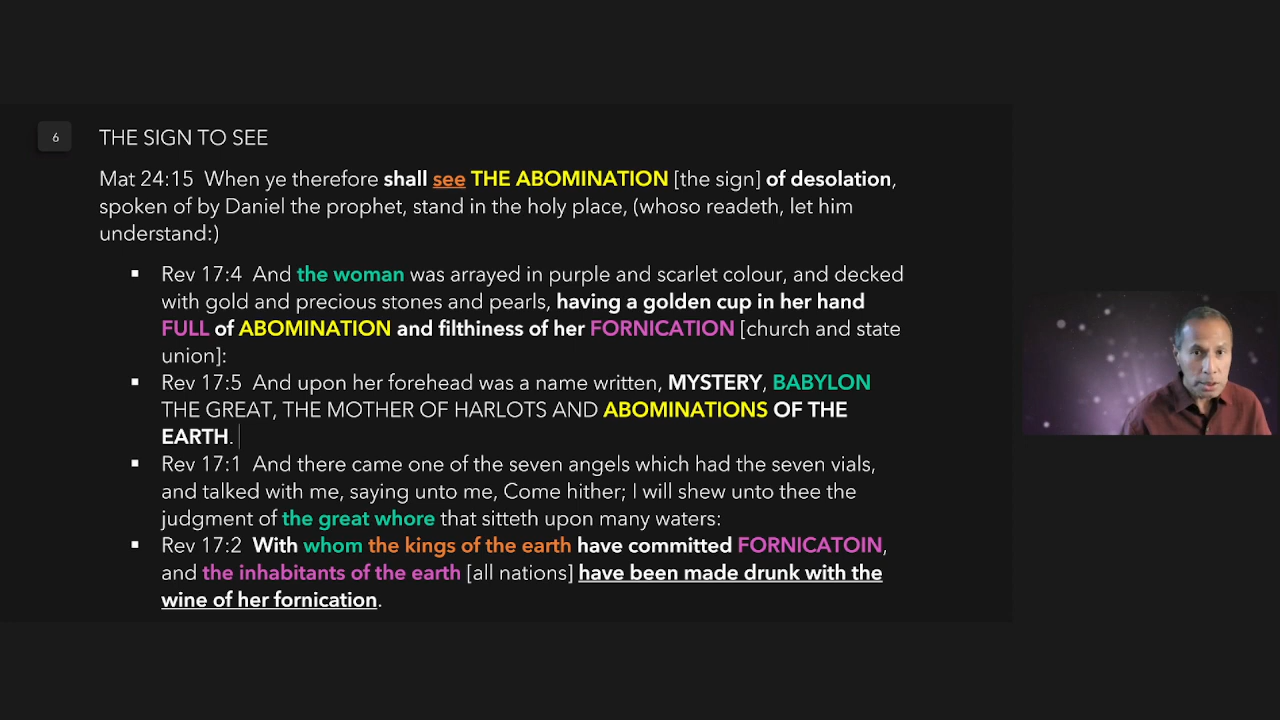 6
THE SIGN TO SEE
Mat 24:15 When ye therefore shall see THE ABOMINATION [the sign] of desolation,
spoken of by Daniel the prophet, stand in the holy place, (whoso readeth, let him
understand:)
▪ Rev 17:4 And the woman was arrayed in purple and scarlet colour, and decked
with gold and precious stones and pearls, having a golden cup in her hand
FULL of ABOMINATION and filthiness of her FORNICATION [church and state
union]:
▪ Rev 17:5 And upon her forehead was a name written, MYSTERY, BABYLON
THE GREAT, THE MOTHER OF HARLOTS AND ABOMINATIONS OF THE
EARTH.
▪ Rev 17:1 And there came one of the seven angels which had the seven vials,
and talked with me, saying unto me, Come hither; I will shew unto thee the
judgment of the great whore that sitteth upon many waters:
▪ Rev 17:2 With whom the kings of the earth have committed FORNICATOIN,
and the inhabitants of the earth [all nations] have been made drunk with the
wine of her fornication.